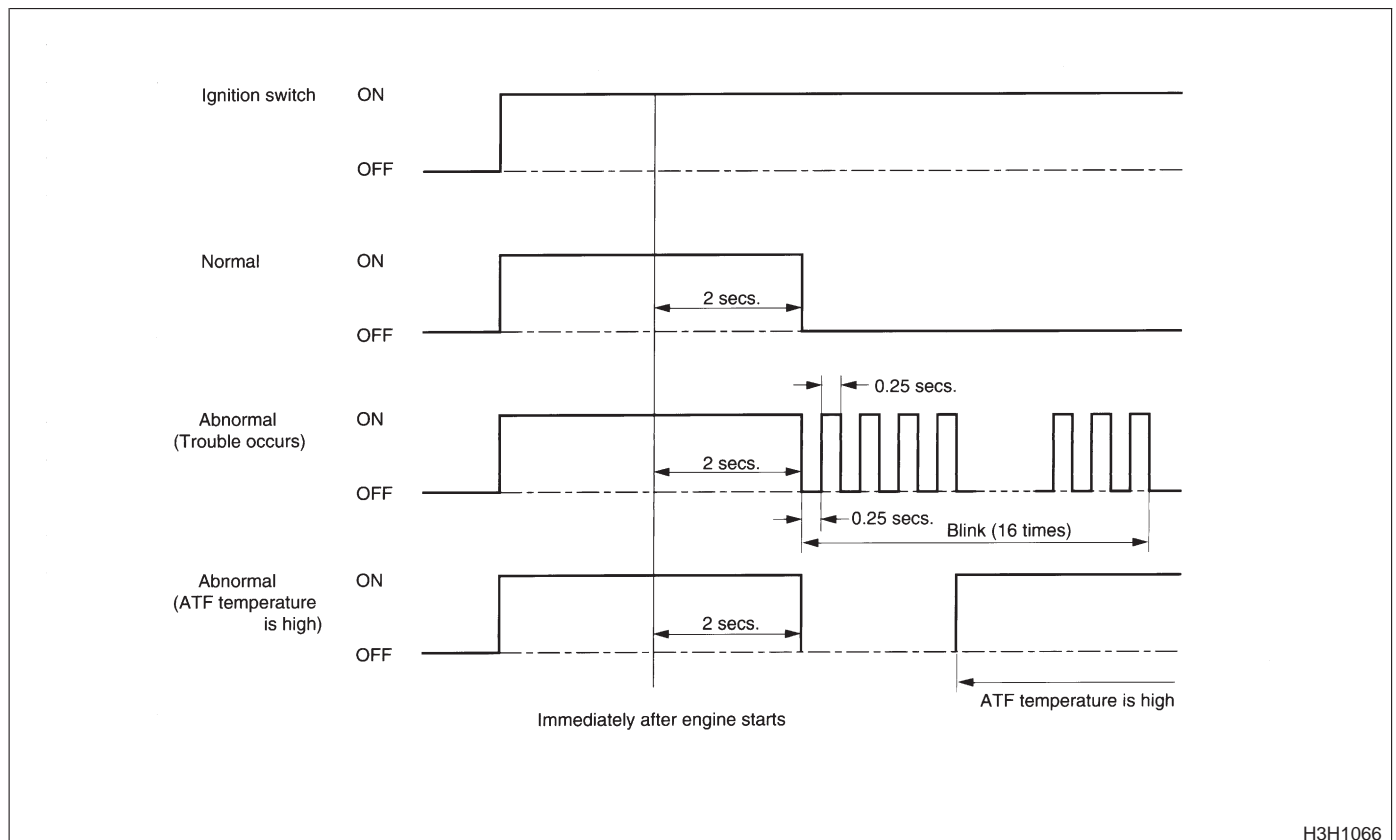 Ignition switch
ON
OFF
Normal
ON
2 secs.
OFF
0.25 secs.
Abnormal
(Trouble occurs)
ON
2 secs.
OFF
0.25 secs.
Blink (16 times)
Abnormal
(ATF temperature
is high)
ON
2 secs.
OFF
ATF temperature is high
Immediately after engine starts
H3H1066